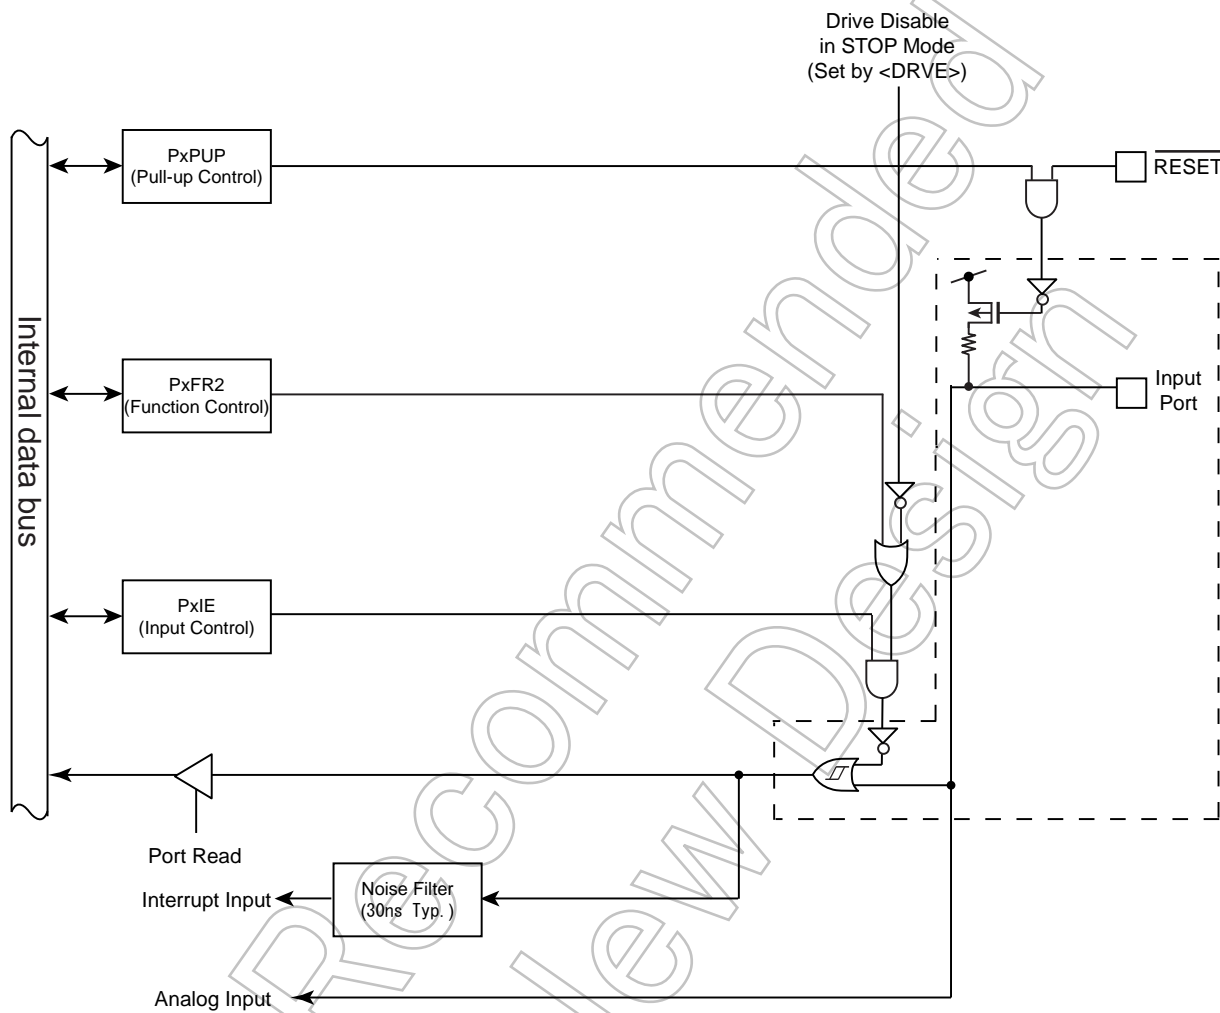 Drive Disable
in STOP Mode
(Set by <DRVE>)
PxPUP
(Pull-up Control)
RESET
Internal data bus
PxFR2
(Function Control)
Input
Port
PxIE
(Input Control)
Port Read
Interrupt Input
Noise Filter
(30ns Typ. )
Analog Input
Recommended
New Design